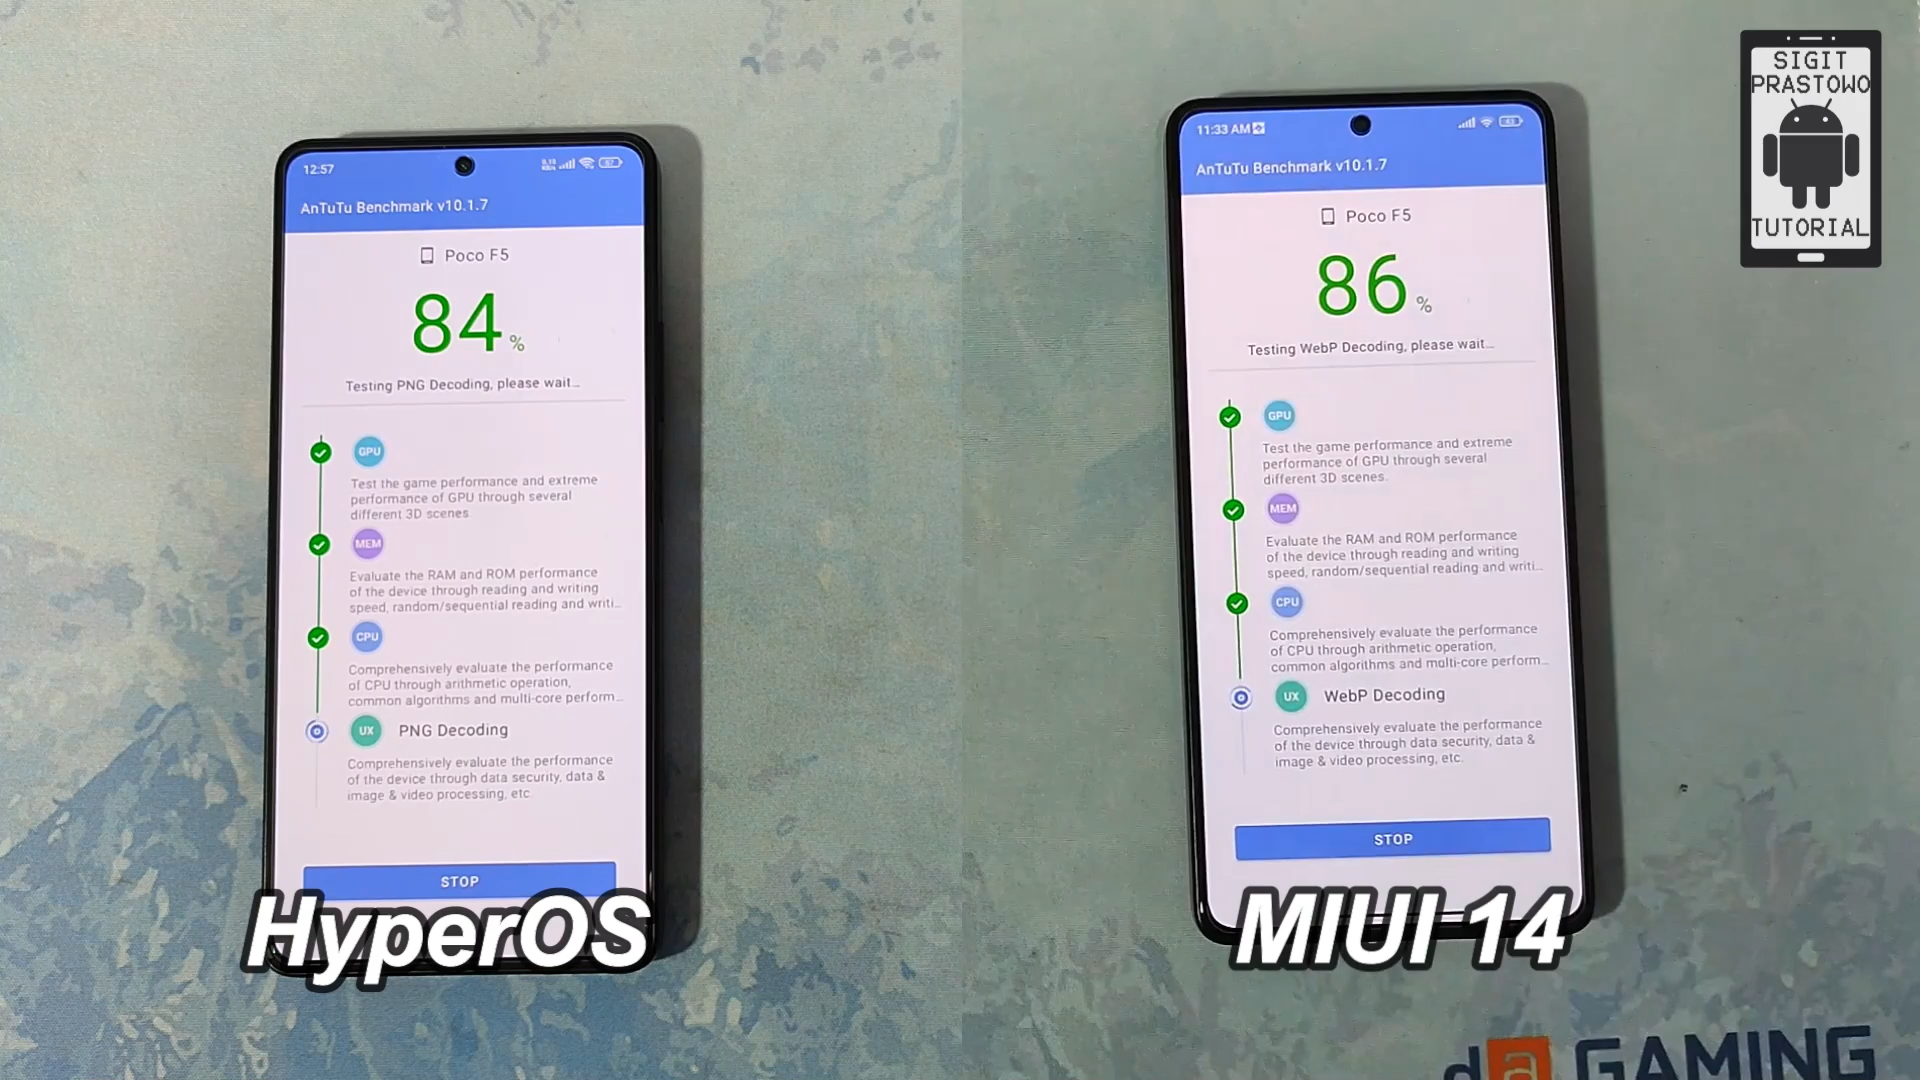 12:57
AnTuTu Benchmark v10.1.7
Poco F5
84%
Testing PNG Decoding, please wait...
GPU
Test the game performance and extreme
performance of GPU through several
different 3D scenes.
MEM
Evaluate the RAM and ROM performance
of the device through reading and writing
speed, random/sequential reading and writi...
CPU
Comprehensively evaluate the performance
of CPU through arithmetic operation,
common algorithms and multi-core perform...
UX PNG Decoding
Comprehensively evaluate the performance
of the device through data security, data &
image & video processing, etc.
STOP
HyperOS
11:33 AM
AnTuTu Benchmark v10.1.7
Poco F5
86%
Testing WebP Decoding, please wait...
GPU
Test the game performance and extreme
performance of GPU through several
different 3D scenes.
MEM
Evaluate the RAM and ROM performance
of the device through reading and writing
speed, random/sequential reading and writi...
CPU
Comprehensively evaluate the performance
of CPU through arithmetic operation,
common algorithms and multi-core perform...
UX WebP Decoding
Comprehensively evaluate the performance
of the device through data security, data &
image & video processing, etc.
STOP
MIUI 14
SIGIT
PRASTOWO
TUTORIAL
da GAMING